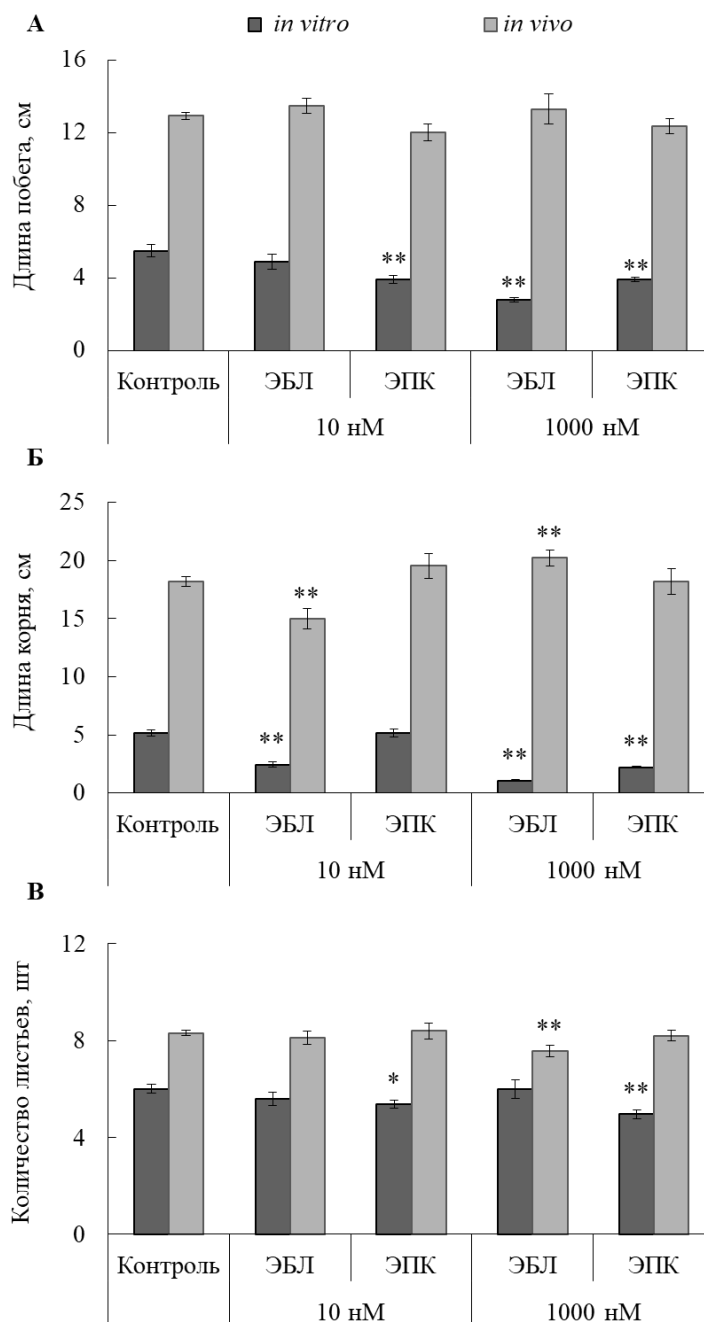 А
in vitro in vivo
Длина побега, см
16
12
8
4
0
Контроль ЭБЛ ЭПК ЭБЛ ЭПК
10 нМ 1000 нМ
** ** **
Б
Длина корня, см
25
20
15
10
5
0
** **
** ** **
Контроль ЭБЛ ЭПК ЭБЛ ЭПК
10 нМ 1000 нМ
В
Количество листьев, шт
12
8
4
0
* ** **
Контроль ЭБЛ ЭПК ЭБЛ ЭПК
10 нМ 1000 нМ